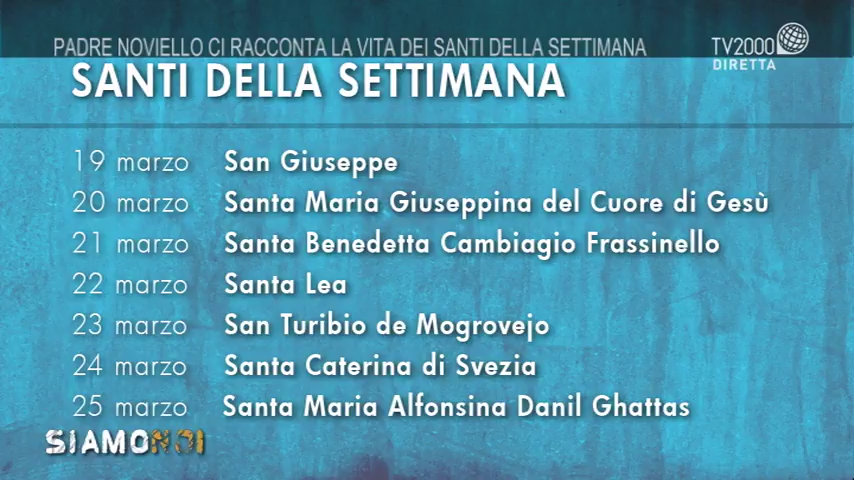 PADRE NOVIELLO CI RACCONTA LA VITA DEI SANTI DELLA SETTIMANA
TV2000
DIRETTA
SANTI DELLA SETTIMANA
19 marzo San Giuseppe
20 marzo Santa Maria Giuseppina del Cuore di Gesù
21 marzo Santa Benedetta Cambiagio Frassinello
22 marzo Santa Lea
23 marzo San Turibio de Mogrovejo
24 marzo Santa Caterina di Svezia
25 marzo Santa Maria Alfonsina Danil Ghattas
SIAMONOI